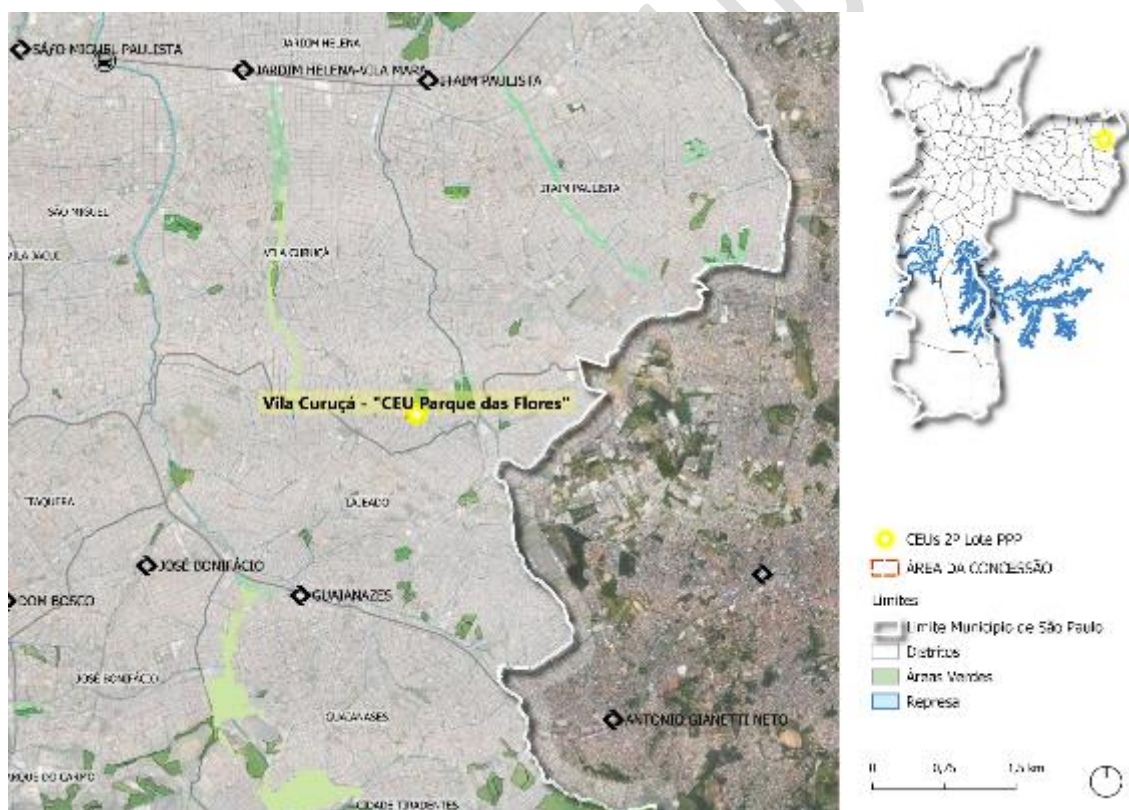 JARDIM HELENA
SÃƒO MIGUEL PAULISTA
JARDIM HELENA-VILA MARA
ITAIM PAULISTA
ITAIM PAULISTA
SÃO MIGUEL
VILA JACUÍ
VILA CURUÇÁ
Vila Curuçá - "CEU Parque das Flores"
ITAQUERA
LAJEADO
JOSÉ BONIFÁCIO
GUAIANAZES
DOM BOSCO
JOSÉ BONIFÁCIO
GUAIANASES
ANTONIO GIANETTI NETO
PARQUE DO CARMO
CIDADE TIRADENTES
CEUs 2º Lote PPP
ÁREA DA CONCESSÃO
Limites
Limite Município de São Paulo
Distritos
Áreas Verdes
Represa
0 0,75 1,5 km